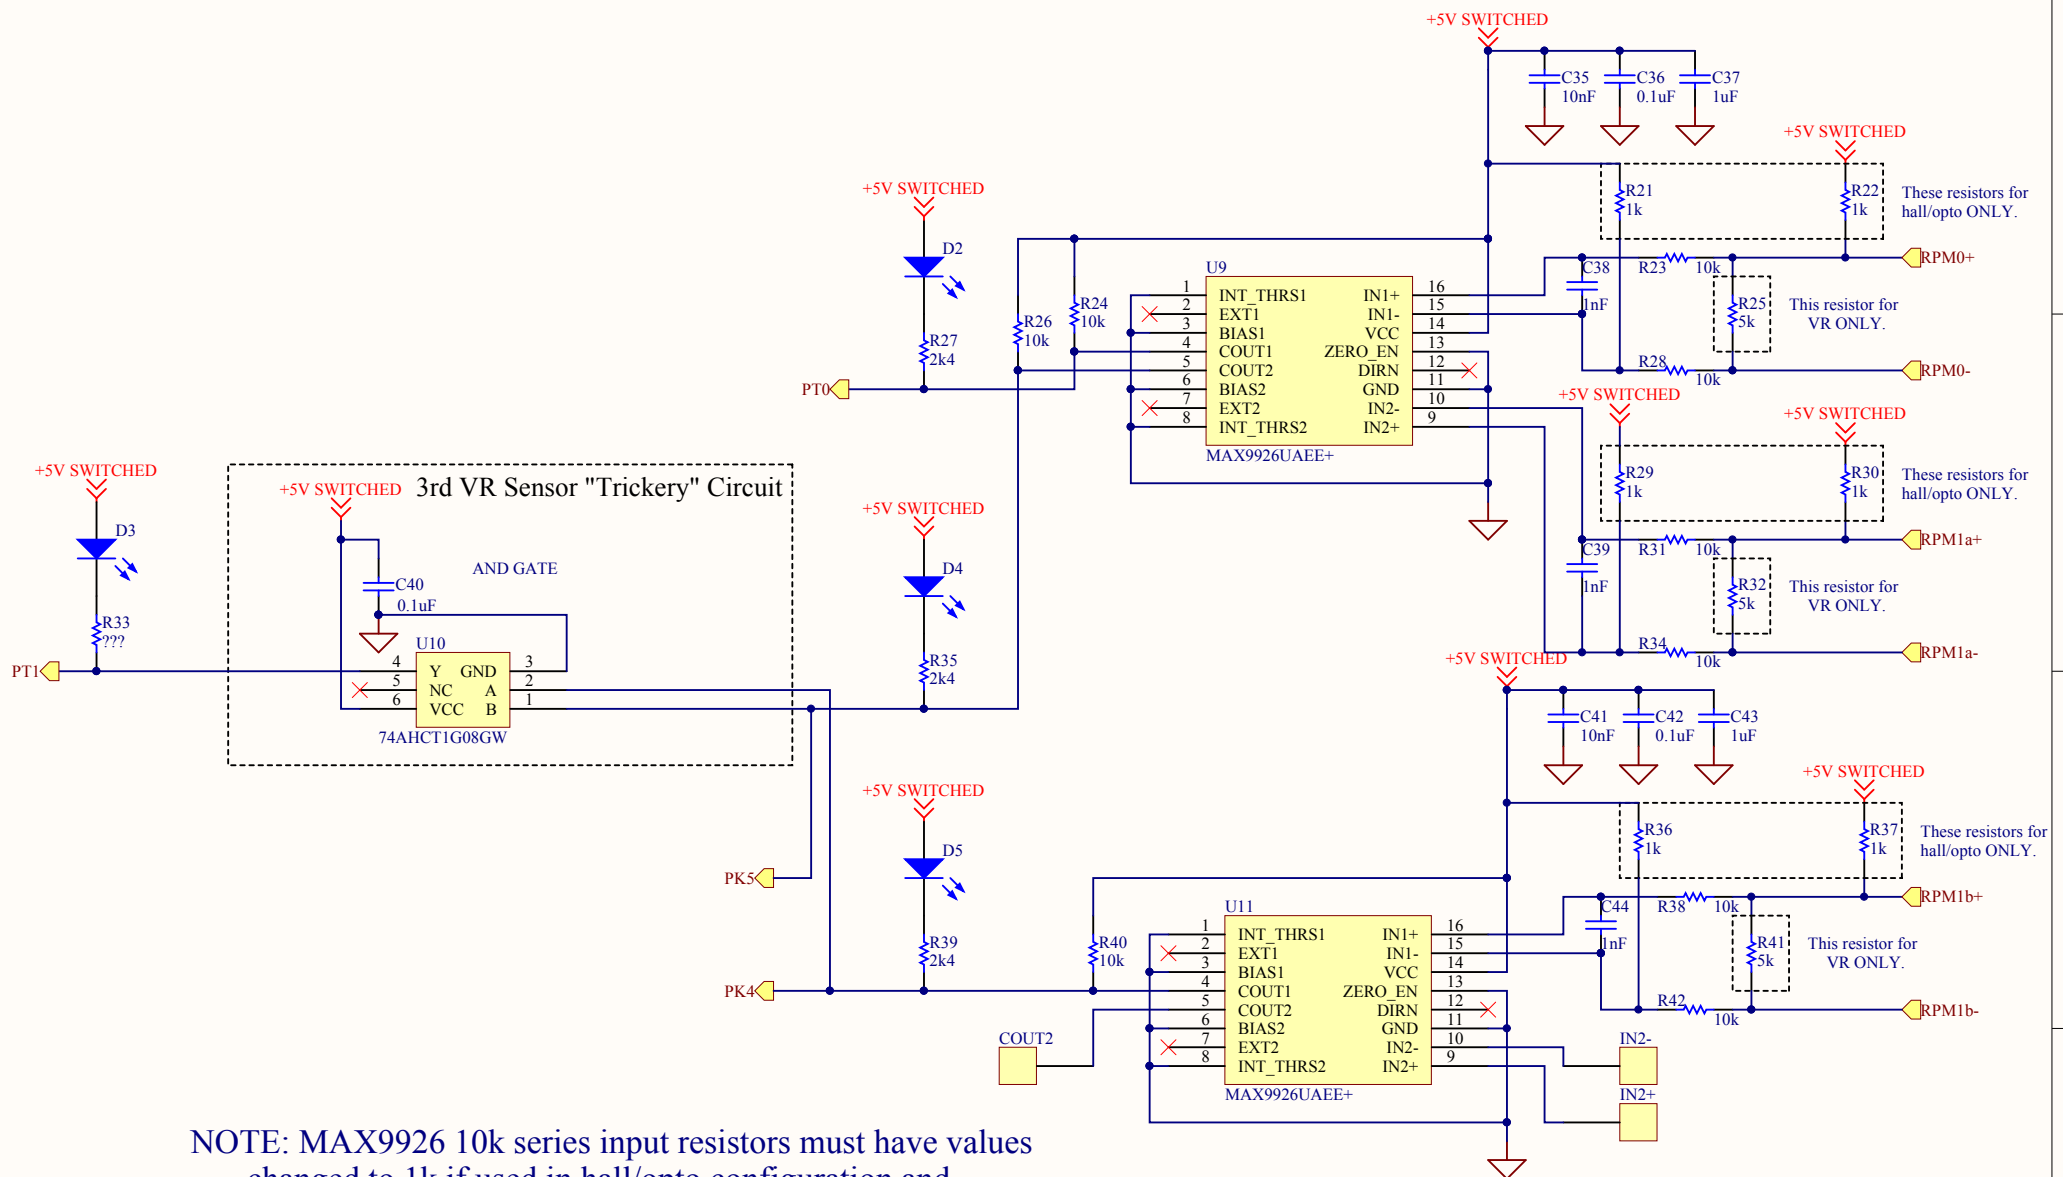 +5V SWITCHED
C35
10nF
C36
0.1uF
C37
1uF
+5V SWITCHED
R21
1k
R22
1k
These resistors for
hall/opto ONLY.
+5V SWITCHED
D2
R27
2k4
PT0
R26
10k
R24
10k
U9
1 INT_THRS1 IN1+ 16
2 EXT1 IN1- 15
3 BIAS1 VCC 14
4 COUT1 ZERO_EN 13
5 COUT2 DIRN 12
6 BIAS2 GND 11
7 EXT2 IN2- 10
8 INT_THRS2 IN2+ 9
MAX9926UAEE+
C38
1nF
R23 10k
RPM0+
R25
5k
This resistor for
VR ONLY.
R28 10k
RPM0-
+5V SWITCHED
+5V SWITCHED
R29
1k
R30
1k
These resistors for
hall/opto ONLY.
C39
1nF
R31 10k
RPM1a+
R32
5k
This resistor for
VR ONLY.
R34 10k
RPM1a-
+5V SWITCHED
D3
R33
???
PT1
+5V SWITCHED
3rd VR Sensor "Trickery" Circuit
C40
0.1uF
AND GATE
U10
4 Y GND 3
5 NC A 2
6 VCC B 1
74AHCT1G08GW
+5V SWITCHED
D4
R35
2k4
+5V SWITCHED
C41
10nF
C42
0.1uF
C43
1uF
+5V SWITCHED
R36
1k
R37
1k
These resistors for
hall/opto ONLY.
PK5
+5V SWITCHED
D5
R39
2k4
PK4
R40
10k
U11
1 INT_THRS1 IN1+ 16
2 EXT1 IN1- 15
3 BIAS1 VCC 14
4 COUT1 ZERO_EN 13
5 COUT2 DIRN 12
6 BIAS2 GND 11
7 EXT2 IN2- 10
8 INT_THRS2 IN2+ 9
MAX9926UAEE+
C44
1nF
R38 10k
RPM1b+
R41
5k
This resistor for
VR ONLY.
R42 10k
RPM1b-
COUT2
IN2-
IN2+
NOTE: MAX9926 10k series input resistors must have values
changed to 1k if used in hall/opto configuration and